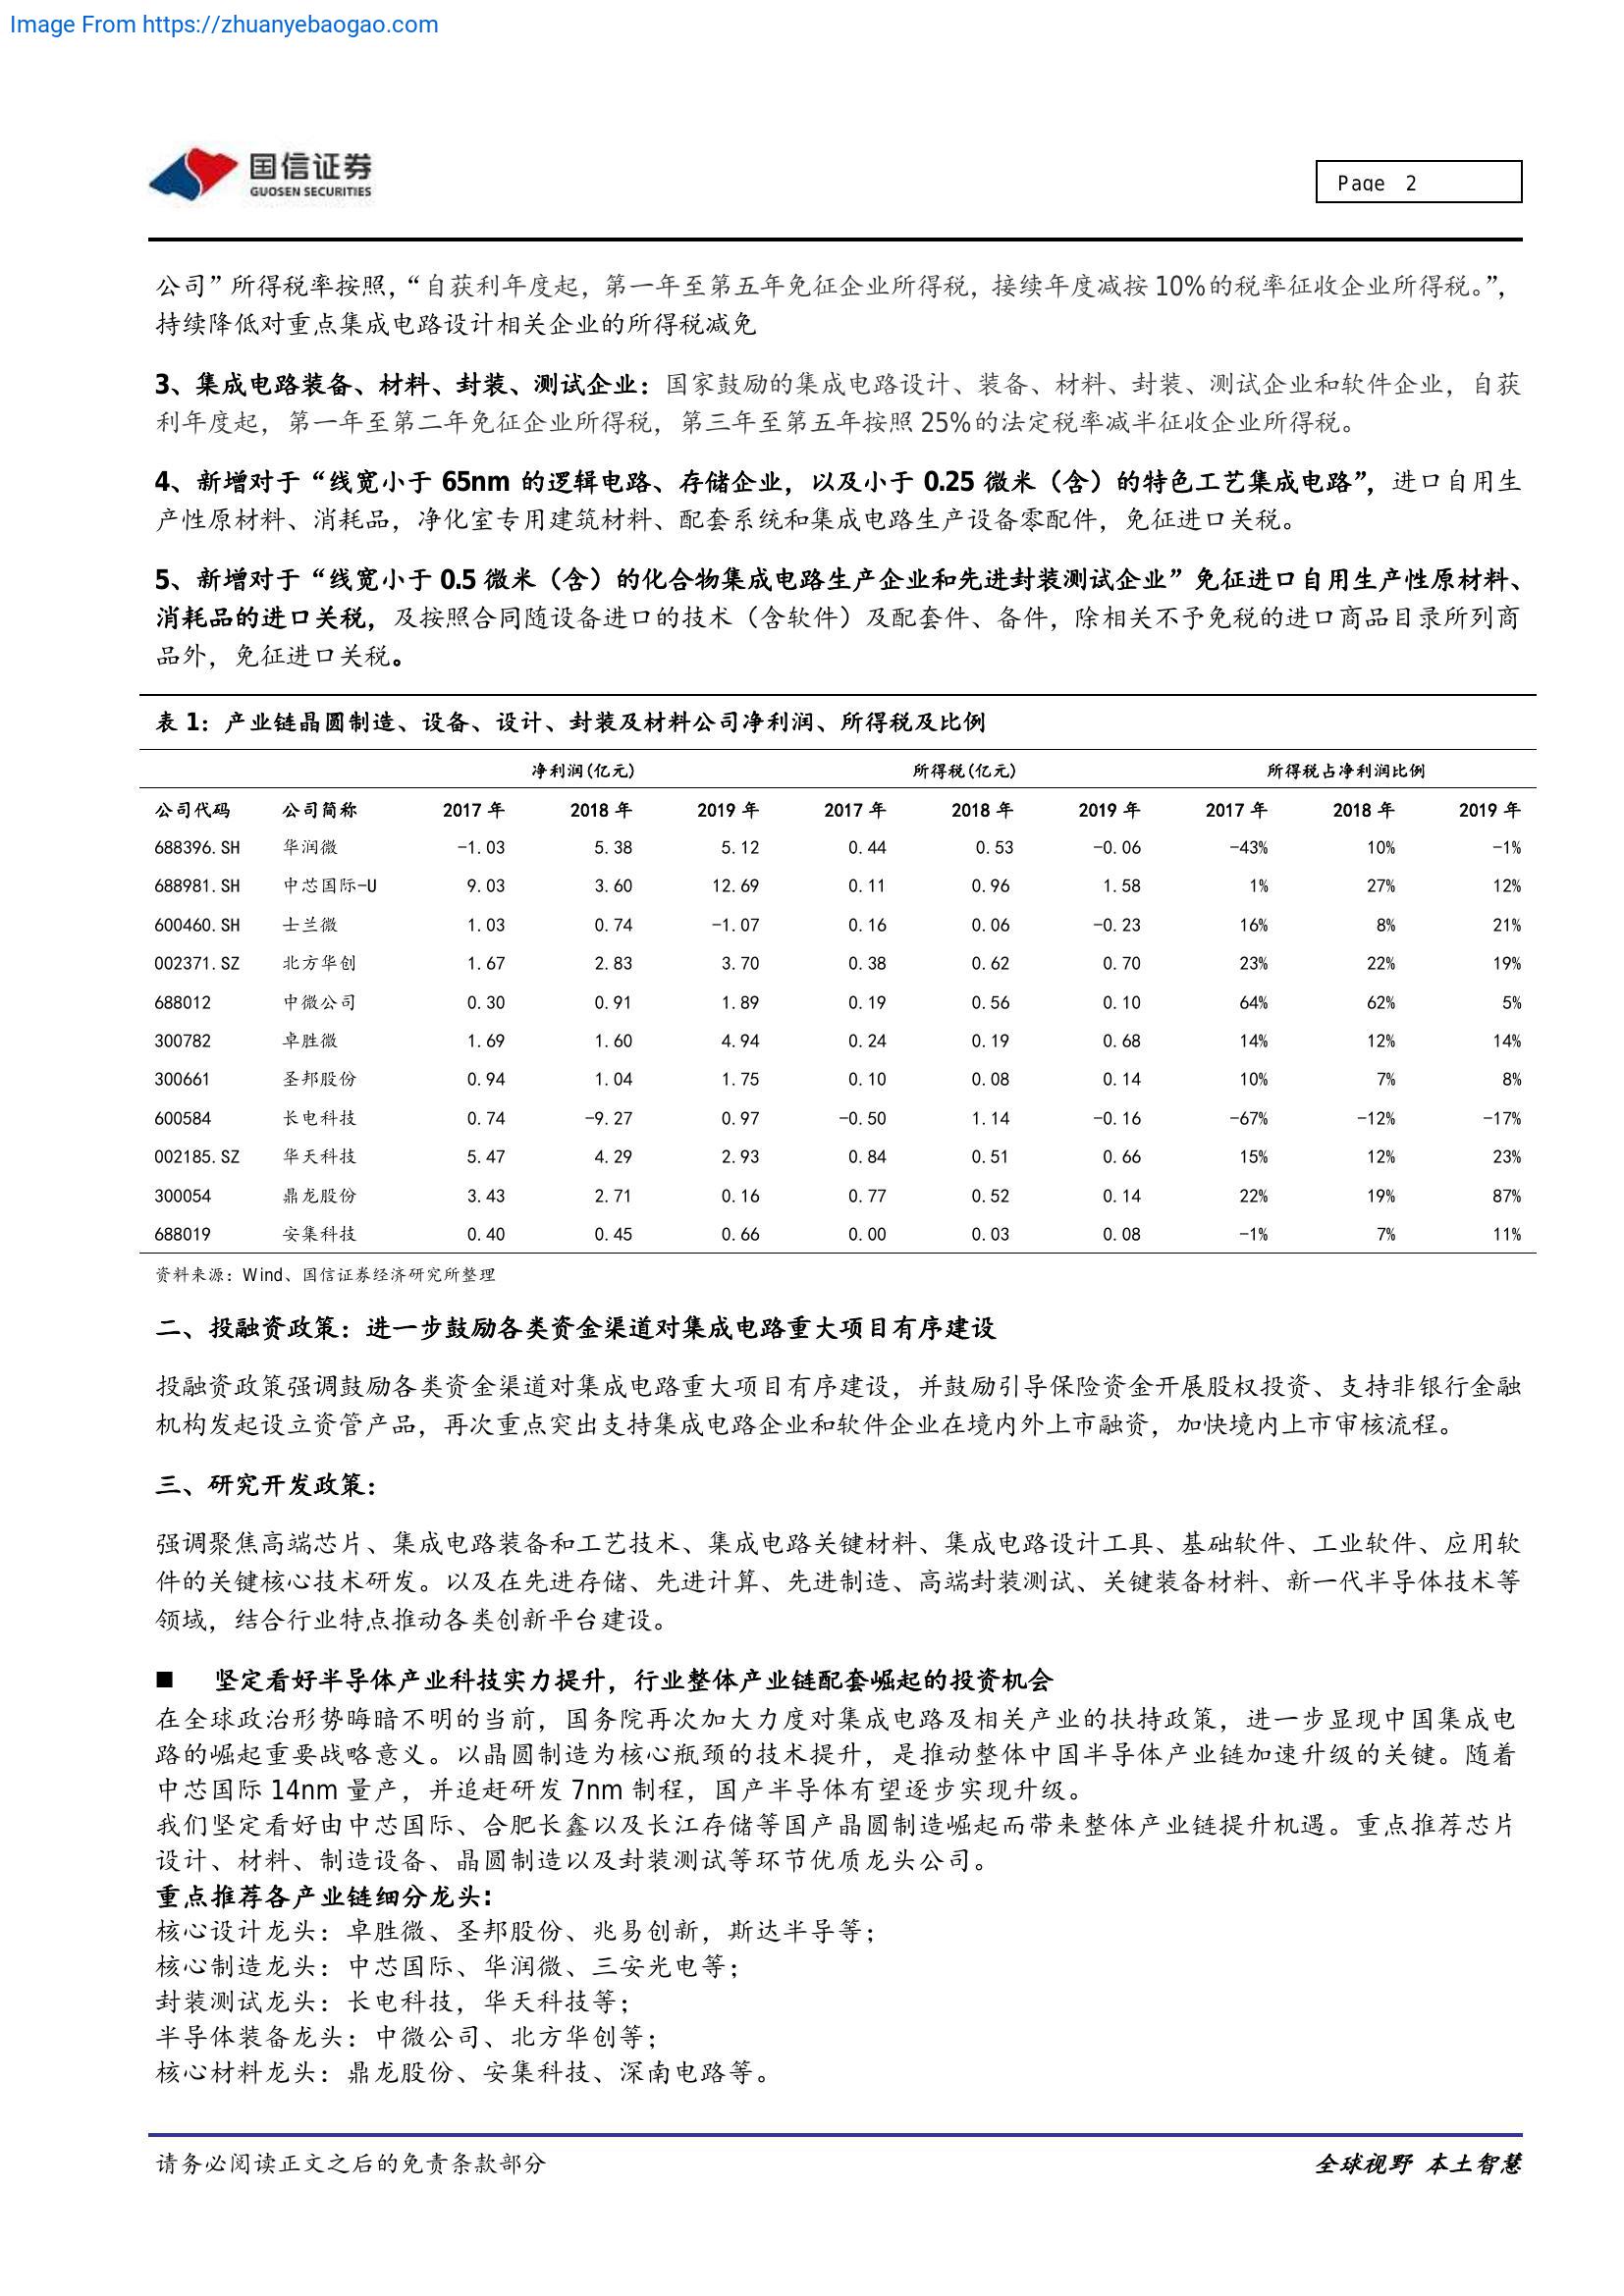 Image From https://zhuanyebaogao.com
国信证券
GUOSEN SECURITIES
Page 2
公司”所得税率按照，“自获利年度起，第一年至第五年免征企业所得税，接续年度减按 10%的税率征收企业所得税。”，
持续降低对重点集成电路设计相关企业的所得税减免
3、集成电路装备、材料、封装、测试企业：国家鼓励的集成电路设计、装备、材料、封装、测试企业和软件企业，自获
利年度起，第一年至第二年免征企业所得税，第三年至第五年按照 25%的法定税率减半征收企业所得税。
4、新增对于“线宽小于 65nm 的逻辑电路、存储企业，以及小于 0.25 微米（含）的特色工艺集成电路”，进口自用生
产性原材料、消耗品，净化室专用建筑材料、配套系统和集成电路生产设备零配件，免征进口关税。
5、新增对于“线宽小于 0.5 微米（含）的化合物集成电路生产企业和先进封装测试企业”免征进口自用生产性原材料、
消耗品的进口关税，及按照合同随设备进口的技术（含软件）及配套件、备件，除相关不予免税的进口商品目录所列商
品外，免征进口关税。
表 1：产业链晶圆制造、设备、设计、封装及材料公司净利润、所得税及比例
净利润(亿元) 所得税(亿元) 所得税占净利润比例
公司代码 公司简称 2017 年 2018 年 2019 年 2017 年 2018 年 2019 年 2017 年 2018 年 2019 年
688396.SH 华润微 -1.03 5.38 5.12 0.44 0.53 -0.06 -43% 10% -1%
688981.SH 中芯国际-U 9.03 3.60 12.69 0.11 0.96 1.58 1% 27% 12%
600460.SH 士兰微 1.03 0.74 -1.07 0.16 0.06 -0.23 16% 8% 21%
002371.SZ 北方华创 1.67 2.83 3.70 0.38 0.62 0.70 23% 22% 19%
688012 中微公司 0.30 0.91 1.89 0.19 0.56 0.10 64% 62% 5%
300782 卓胜微 1.69 1.60 4.94 0.24 0.19 0.68 14% 12% 14%
300661 圣邦股份 0.94 1.04 1.75 0.10 0.08 0.14 10% 7% 8%
600584 长电科技 0.74 -9.27 0.97 -0.50 1.14 -0.16 -67% -12% -17%
002185.SZ 华天科技 5.47 4.29 2.93 0.84 0.51 0.66 15% 12% 23%
300054 鼎龙股份 3.43 2.71 0.16 0.77 0.52 0.14 22% 19% 87%
688019 安集科技 0.40 0.45 0.66 0.00 0.03 0.08 -1% 7% 11%
资料来源：Wind、国信证券经济研究所整理
二、投融资政策：进一步鼓励各类资金渠道对集成电路重大项目有序建设
投融资政策强调鼓励各类资金渠道对集成电路重大项目有序建设，并鼓励引导保险资金开展股权投资、支持非银行金融
机构发起设立资管产品，再次重点突出支持集成电路企业和软件企业在境内外上市融资，加快境内上市审核流程。
三、研究开发政策：
强调聚焦高端芯片、集成电路装备和工艺技术、集成电路关键材料、集成电路设计工具、基础软件、工业软件、应用软
件的关键核心技术研发。以及在先进存储、先进计算、先进制造、高端封装测试、关键装备材料、新一代半导体技术等
领域，结合行业特点推动各类创新平台建设。
■ 坚定看好半导体产业科技实力提升，行业整体产业链配套崛起的投资机会
在全球政治形势晦暗不明的当前，国务院再次加大力度对集成电路及相关产业的扶持政策，进一步显现中国集成电
路的崛起重要战略意义。以晶圆制造为核心瓶颈的技术提升，是推动整体中国半导体产业链加速升级的关键。随着
中芯国际 14nm 量产，并追赶研发 7nm 制程，国产半导体有望逐步实现升级。
我们坚定看好由中芯国际、合肥长鑫以及长江存储等国产晶圆制造崛起而带来整体产业链提升机遇。重点推荐芯片
设计、材料、制造设备、晶圆制造以及封装测试等环节优质龙头公司。
重点推荐各产业链细分龙头：
核心设计龙头：卓胜微、圣邦股份、兆易创新，斯达半导等；
核心制造龙头：中芯国际、华润微、三安光电等；
封装测试龙头：长电科技，华天科技等；
半导体装备龙头：中微公司、北方华创等；
核心材料龙头：鼎龙股份、安集科技、深南电路等。
请务必阅读正文之后的免责条款部分 全球视野 本土智慧